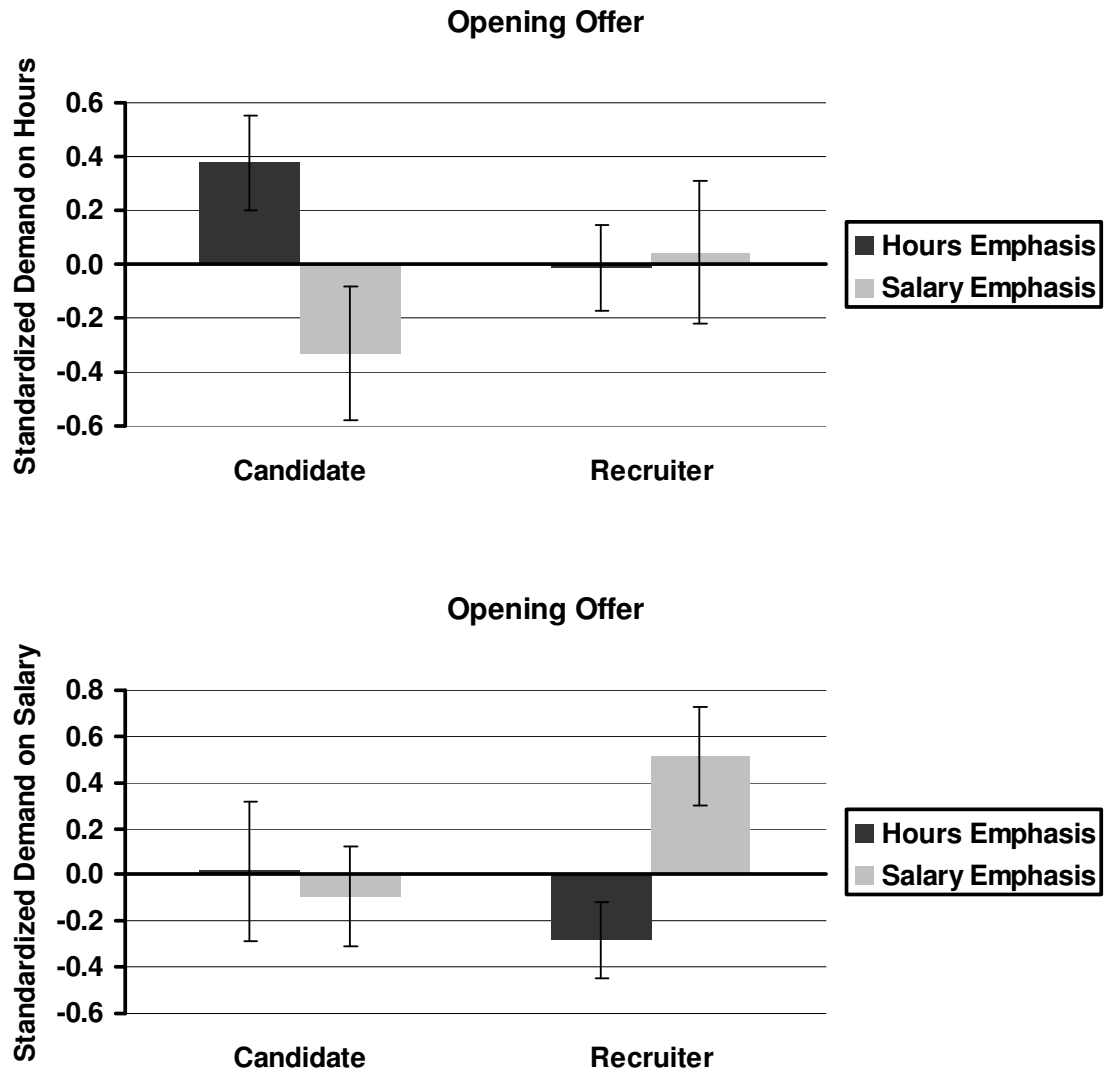 Opening Offer
Standardized Demand on Hours
0.6
0.4
0.2
0.0
-0.2
-0.4
-0.6
Candidate
Recruiter
Hours Emphasis
Salary Emphasis
Opening Offer
Standardized Demand on Salary
0.8
0.6
0.4
0.2
0.0
-0.2
-0.4
-0.6
Candidate
Recruiter
Hours Emphasis
Salary Emphasis